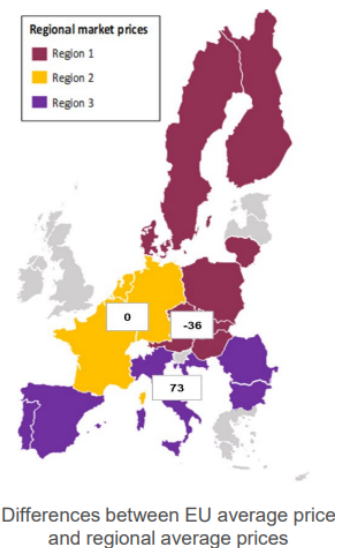 Regional market prices
Region 1
Region 2
Region 3
0
-36
73
Differences between EU average price
and regional average prices